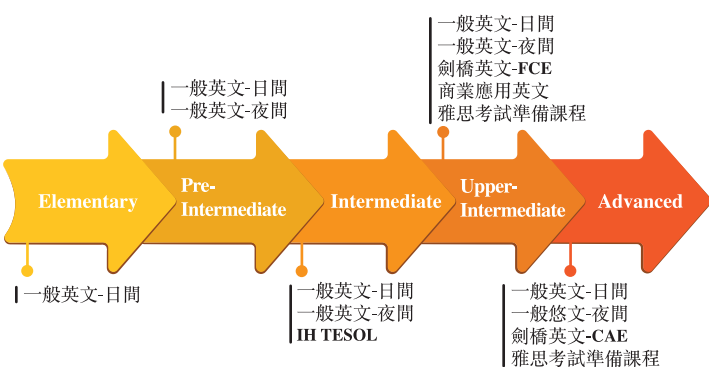 一般英文-日間
一般英文-夜間
劍橋英文-FCE
商業應用英文
雅思考試準備課程
一般英文-日間
一般英文-夜間
Elementary
Pre-
Intermediate
Intermediate
Upper-
Intermediate
Advanced
一般英文-日間
一般英文-日間
一般英文-夜間
IH TESOL
一般英文-日間
一般悠文-夜間
劍橋英文-CAE
雅思考試準備課程